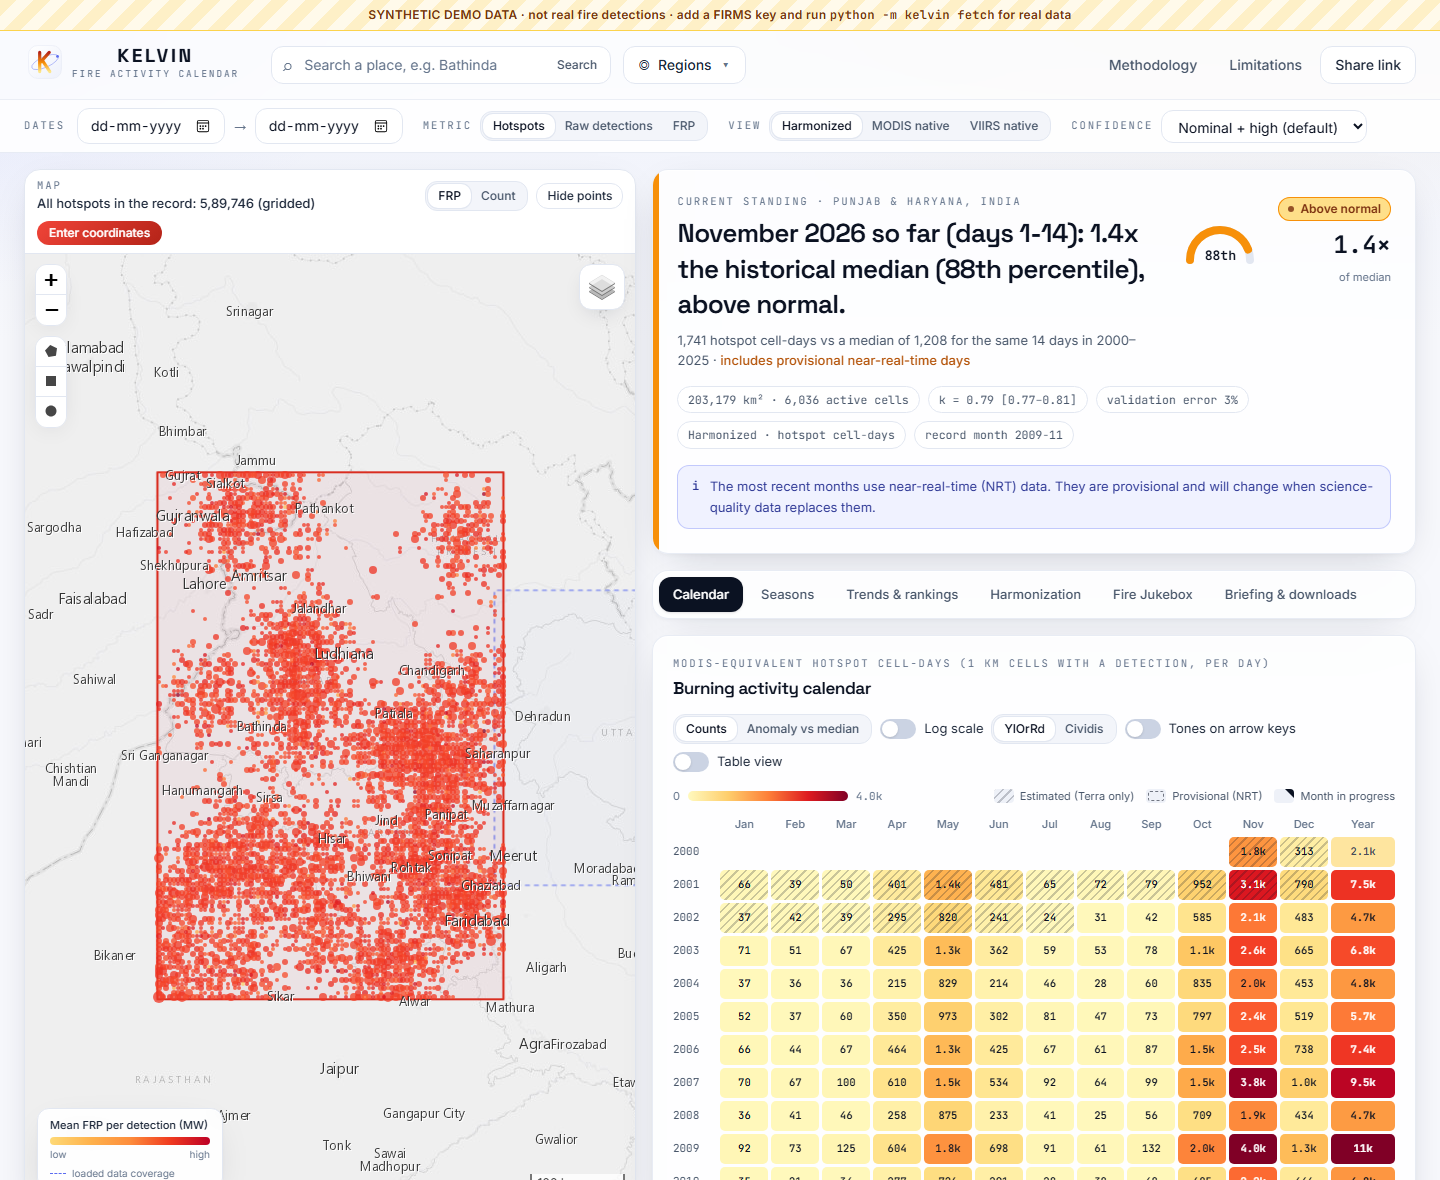 SYNTHETIC DEMO DATA · not real fire detections · add a FIRMS key and run python -m kelvin fetch for real data
KELVIN
FIRE ACTIVITY CALENDAR
Search a place, e.g. Bathinda
Search
Regions
Methodology
Limitations
Share link
DATES
dd-mm-yyyy
→
dd-mm-yyyy
METRIC
Hotspots
Raw detections
FRP
VIEW
Harmonized
MODIS native
VIIRS native
CONFIDENCE
Nominal + high (default)
MAP
All hotspots in the record: 5,89,746 (gridded)
FRP
Count
Hide points
Enter coordinates
+
−
Srinagar
lamabad
awalpindi
Kotli
Bhimbar
Jammu
Gujrat
Sialkot
Pathankot
Gujranwala
Sargodha
Hafizabad
Shekhupura
Amritsar
Lahore
Faisalabad
Sadr
Jalandhar
Ludhiana
Chandigarh
Sahiwal
Patiala
Dehradun
Bathinda
UTTA
ari
Sri Ganganagar
Saharanpur
Chishtian
Mandi
Hanumangarh
Sirsa
Muzaffarnagar
Jind
Panipat
Hisar
Sonipat
Meerut
Rohtak
Bhiwani
Moradaba
Ram
Ghaziabad
Faridabad
Bikaner
Bu
Aligarh
Sikar
Alwar
Mathura
Agra
Firozabad
Jaipur
RAJASTHAN
Etaw
Ajmer
Gangapur City
Gwalior
Tonk
Sawai
Madhopur
Mean FRP per detection (MW)
low
high
loaded data coverage
CURRENT STANDING · PUNJAB & HARYANA, INDIA
November 2026 so far (days 1-14): 1.4x
the historical median (88th percentile),
above normal.
88th
Above normal
1.4×
of median
1,741 hotspot cell-days vs a median of 1,208 for the same 14 days in 2000–
2025 · includes provisional near-real-time days
203,179 km² · 6,036 active cells
k = 0.79 [0.77-0.81]
validation error 3%
Harmonized · hotspot cell-days
record month 2009-11
i The most recent months use near-real-time (NRT) data. They are provisional and will change when science-
quality data replaces them.
Calendar
Seasons
Trends & rankings
Harmonization
Fire Jukebox
Briefing & downloads
MODIS-EQUIVALENT HOTSPOT CELL-DAYS (1 KM CELLS WITH A DETECTION, PER DAY)
Burning activity calendar
Counts
Anomaly vs median
Log scale
YlOrRd
Cividis
Tones on arrow keys
Table view
0
4.0k
Estimated (Terra only)
Provisional (NRT)
Month in progress
Jan Feb Mar Apr May Jun Jul Aug Sep Oct Nov Dec Year
2000 1.8k 313 2.1k
2001 66 39 50 401 1.4k 481 65 72 79 952 3.1k 790 7.5k
2002 37 42 39 295 820 241 24 31 42 585 2.1k 483 4.7k
2003 71 51 67 425 1.3k 362 59 53 78 1.1k 2.6k 665 6.8k
2004 37 36 36 215 829 214 46 28 60 835 2.0k 453 4.8k
2005 52 37 60 350 973 302 81 47 73 797 2.4k 519 5.7k
2006 66 44 67 464 1.3k 425 67 61 87 1.5k 2.5k 738 7.4k
2007 70 67 100 610 1.5k 534 92 64 99 1.5k 3.8k 1.0k 9.5k
2008 36 41 46 258 875 233 41 25 56 709 1.9k 434 4.7k
2009 92 73 125 604 1.8k 698 91 61 132 2.0k 4.0k 1.3k 11k